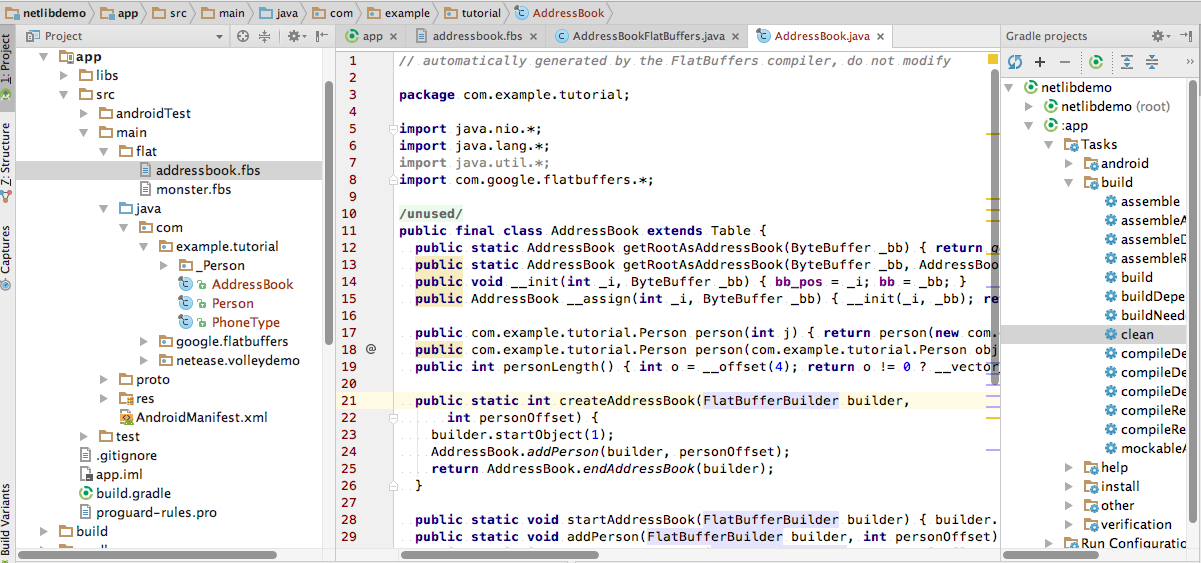 netlibdemo app src main java com example tutorial AddressBook
Project
app addressbook.fbs AddressBookFlatBuffers.java AddressBook.java
Gradle projects
1: Project
Z: Structure
Captures
Build Variants
app
libs
src
androidTest
main
flat
addressbook.fbs
monster.fbs
java
com
example.tutorial
_Person
AddressBook
Person
PhoneType
google.flatbuffers
netease.volleydemo
proto
res
AndroidManifest.xml
test
.gitignore
app.iml
build.gradle
proguard-rules.pro
build
1 // automatically generated by the FlatBuffers compiler, do not modify
2
3 package com.example.tutorial;
4
5 import java.nio.*;
6 import java.lang.*;
7 import java.util.*;
8 import com.google.flatbuffers.*;
9
10 /unused/
11 public final class AddressBook extends Table {
12 public static AddressBook getRootAsAddressBook(ByteBuffer _bb) { return
13 public static AddressBook getRootAsAddressBook(ByteBuffer _bb, AddressBoo
14 public void __init(int _i, ByteBuffer _bb) { bb_pos = _i; bb = _bb; }
15 public AddressBook __assign(int _i, ByteBuffer _bb) { __init(_i, _bb); re
16
17 public com.example.tutorial.Person person(int j) { return person(new com.
18 @ public com.example.tutorial.Person person(com.example.tutorial.Person obj
19 public int personLength() { int o = __offset(4); return o != 0 ? __vector_
20
21 public static int createAddressBook(FlatBufferBuilder builder,
22 int personOffset) {
23 builder.startObject(1);
24 AddressBook.addPerson(builder, personOffset);
25 return AddressBook.endAddressBook(builder);
26 }
27
28 public static void startAddressBook(FlatBufferBuilder builder) { builder.
29 public static void addPerson(FlatBufferBuilder builder, int personOffset)
netlibdemo
netlibdemo (root)
:app
Tasks
android
build
assemble
assembleA
assembleD
assembleR
build
buildDepe
buildNeed
clean
compileDe
compileDe
compileDe
compileRe
compileRe
mockableA
help
install
other
verification
Run Configuratio